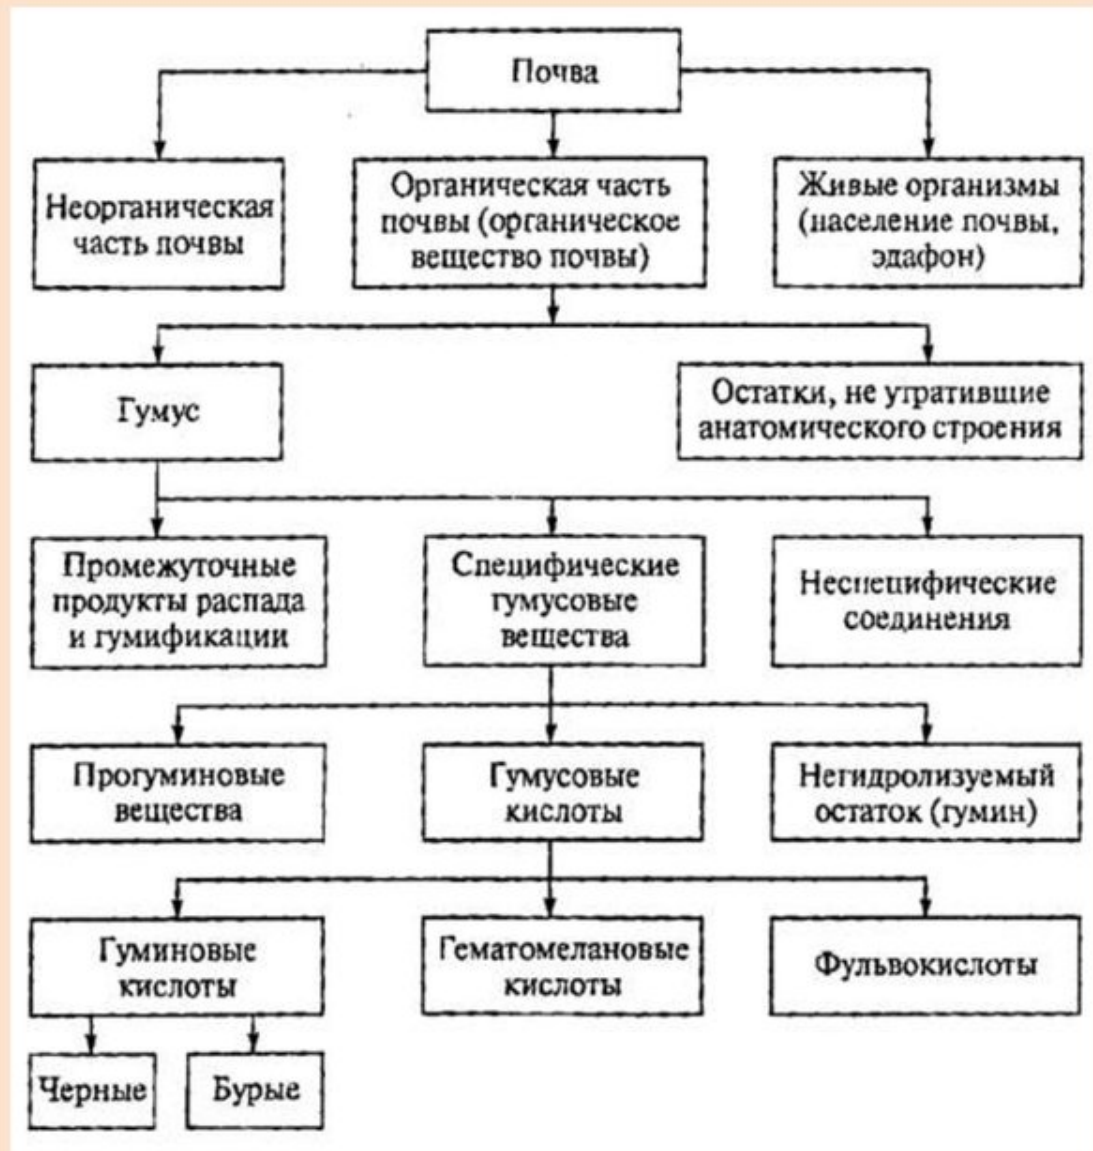 Почва
Неорганическая
часть почвы
Органическая часть
почвы (органическое
вещество почвы)
Живые организмы
(население почвы,
эдафон)
Гумус
Остатки, не утратившие
анатомического строения
Промежуточные
продукты распада
и гумификации
Специфические
гумусовые
вещества
Неспецифические
соединения
Прогуминовые
вещества
Гумусовые
кислоты
Негидролизуемый
остаток (гумин)
Гуминовые
кислоты
Гематомелановые
кислоты
Фульвокислоты
Черные
Бурые